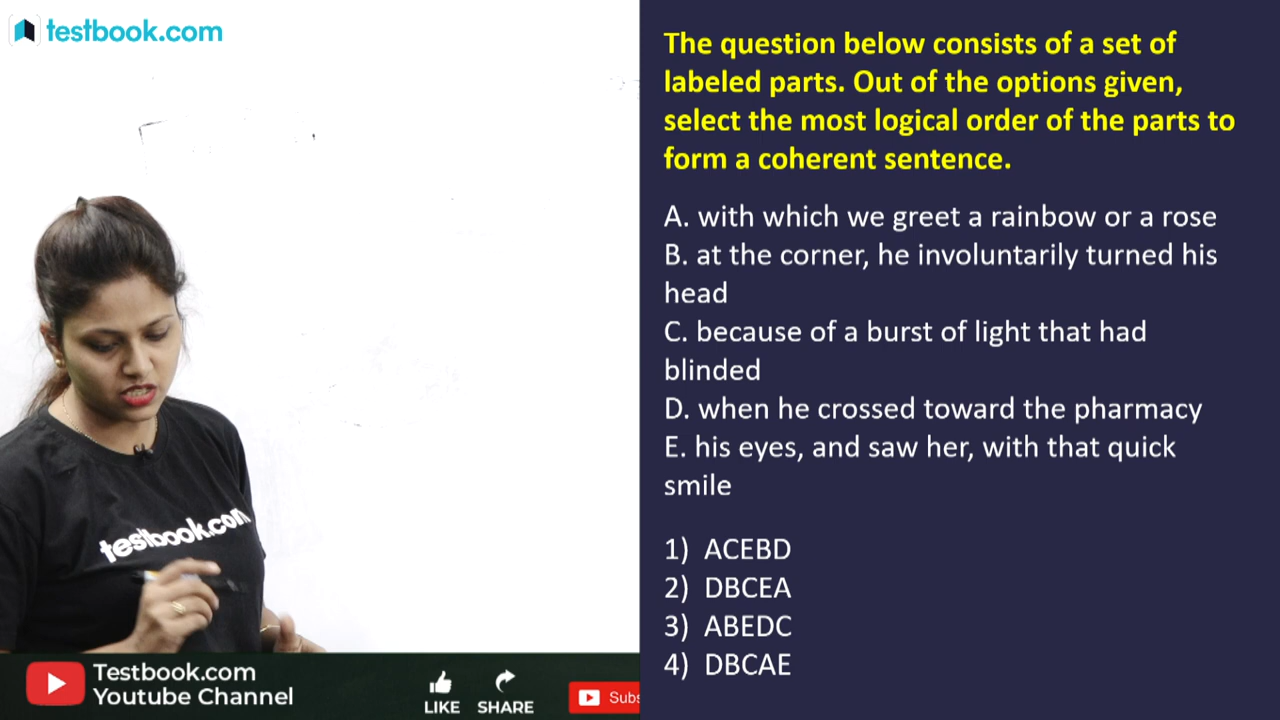 testbook.com
The question below consists of a set of
labeled parts. Out of the options given,
select the most logical order of the parts to
form a coherent sentence.
A. with which we greet a rainbow or a rose
B. at the corner, he involuntarily turned his
head
C. because of a burst of light that had
blinded
D. when he crossed toward the pharmacy
E. his eyes, and saw her, with that quick
smile
1) ACEBD
2) DBCEA
3) ABEDC
4) DBCAE
testbook.com
Testbook.com
Youtube Channel
LIKE
SHARE
Subs